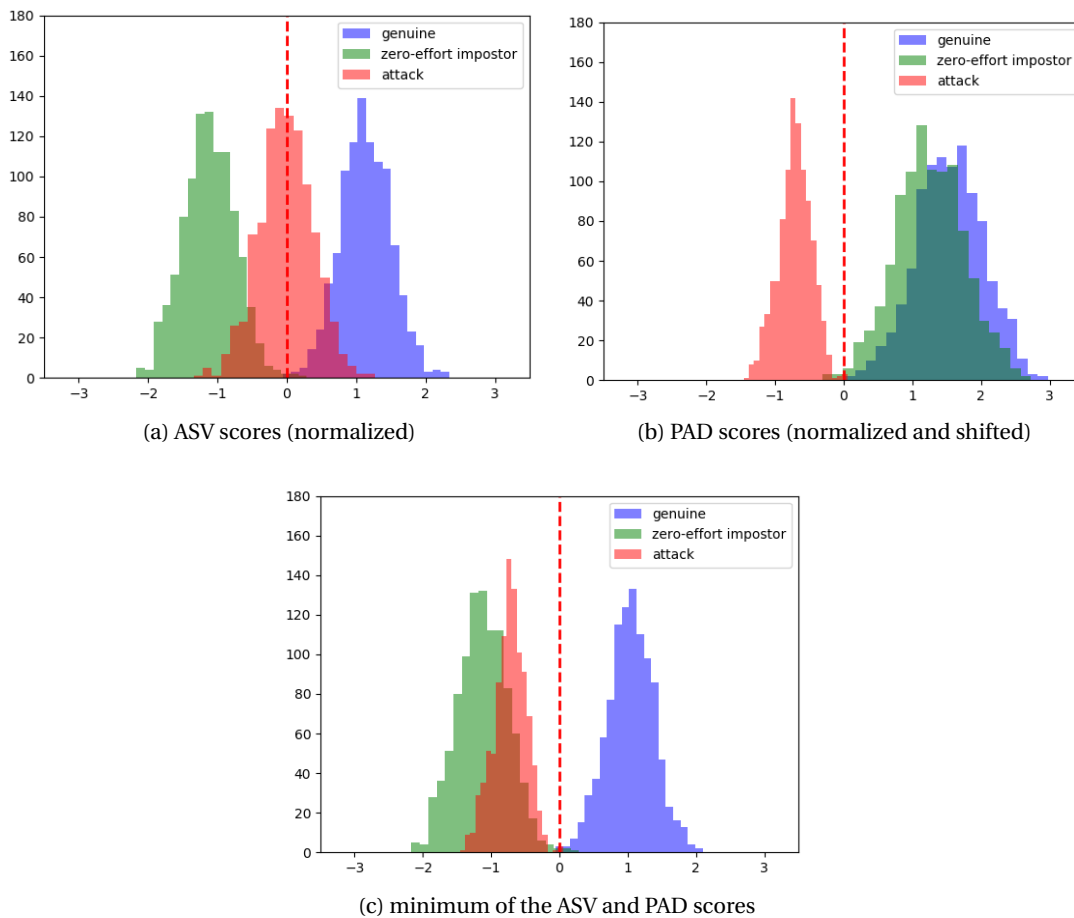 180
160
140
120
100
80
60
40
20
0
−3 −2 −1 0 1 2 3
genuine
zero-effort impostor
attack
(a) ASV scores (normalized)
180
160
140
120
100
80
60
40
20
0
−3 −2 −1 0 1 2 3
genuine
zero-effort impostor
attack
(b) PAD scores (normalized and shifted)
180
160
140
120
100
80
60
40
20
0
−3 −2 −1 0 1 2 3
genuine
zero-effort impostor
attack
(c) minimum of the ASV and PAD scores